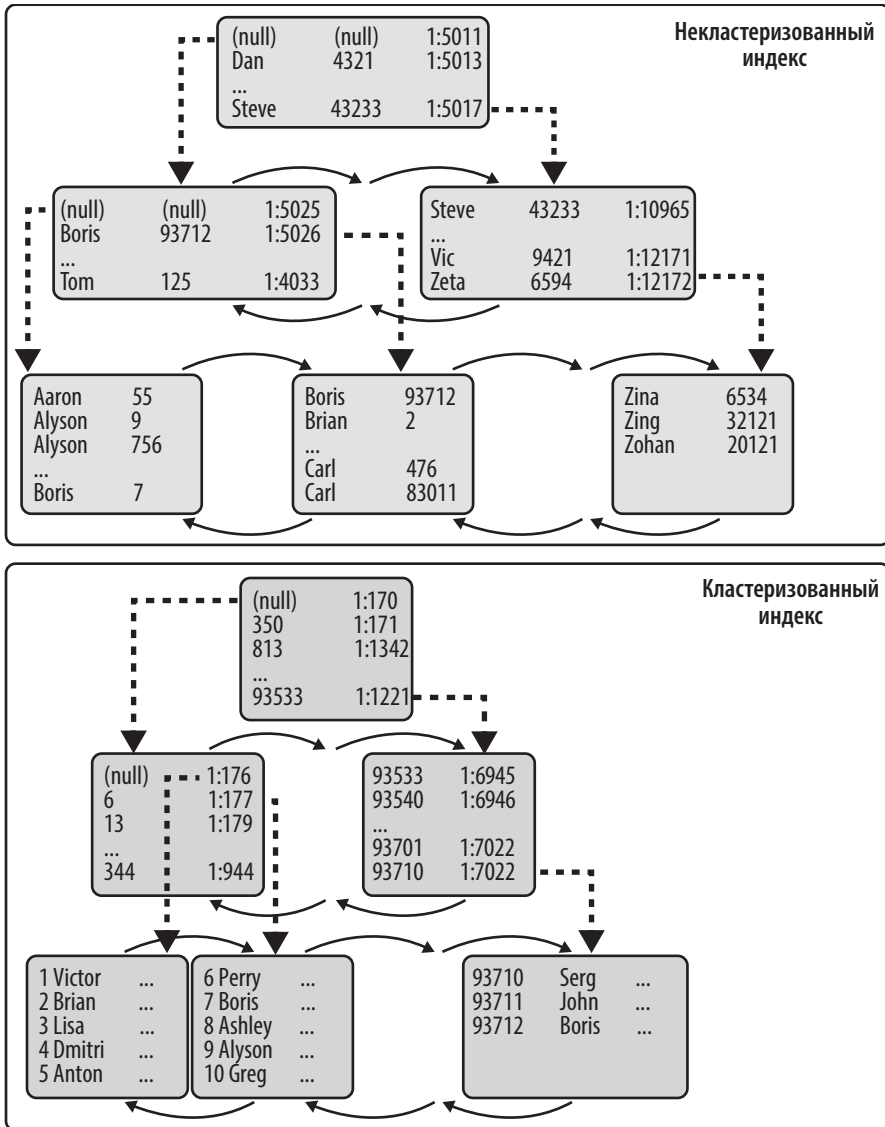 Некластеризованный
индекс
(null) (null) 1:5011
Dan 4321 1:5013
...
Steve 43233 1:5017
(null) (null) 1:5025
Boris 93712 1:5026
...
Tom 125 1:4033
Steve 43233 1:10965
...
Vic 9421 1:12171
Zeta 6594 1:12172
Aaron 55
Alyson 9
Alyson 756
...
Boris 7
Boris 93712
Brian 2
...
Carl 476
Carl 83011
Zina 6534
Zing 32121
Zohan 20121
Кластеризованный
индекс
(null) 1:170
350 1:171
813 1:1342
...
93533 1:1221
(null) 1:176
6 1:177
13 1:179
...
344 1:944
93533 1:6945
93540 1:6946
...
93701 1:7022
93710 1:7022
1 Victor ...
2 Brian ...
3 Lisa ...
4 Dmitri ...
5 Anton ...
6 Perry ...
7 Boris ...
8 Ashley ...
9 Alyson ...
10 Greg ...
93710 Serg ...
93711 John ...
93712 Boris ...